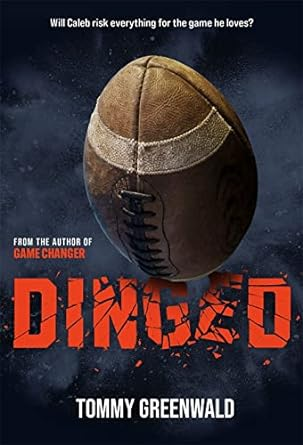 Will Caleb risk everything for the game he loves?
FROM THE AUTHOR OF
GAME CHANGER
DINGED
TOMMY GREENWALD